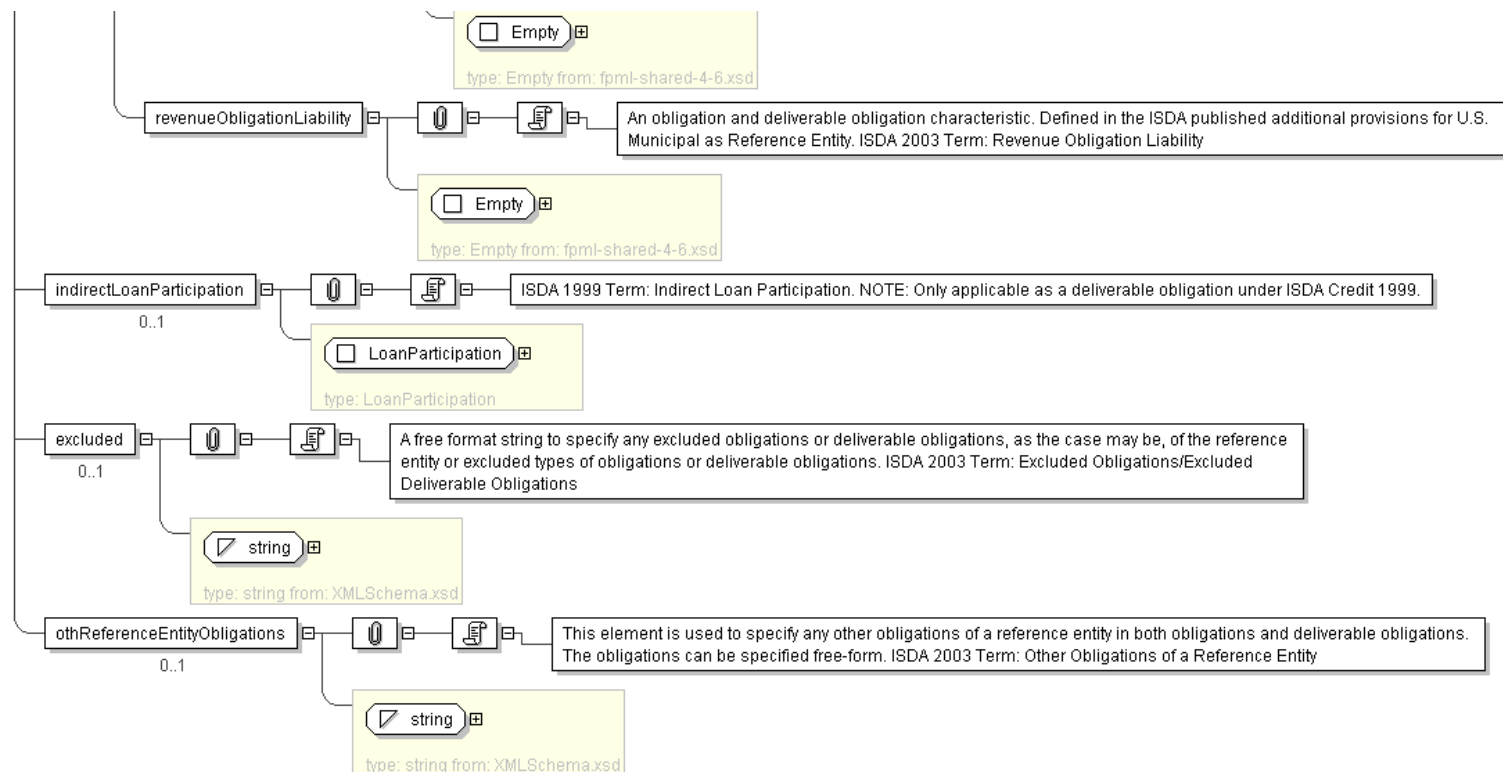 Empty
type: Empty from: fpml-shared-4-6.xsd
revenueObligationLiability
An obligation and deliverable obligation characteristic. Defined in the ISDA published additional provisions for U.S.
Municipal as Reference Entity. ISDA 2003 Term: Revenue Obligation Liability
Empty
type: Empty from: fpml-shared-4-6.xsd
indirectLoanParticipation
ISDA 1999 Term: Indirect Loan Participation. NOTE: Only applicable as a deliverable obligation under ISDA Credit 1999.
0..1
LoanParticipation
type: LoanParticipation
excluded
A free format string to specify any excluded obligations or deliverable obligations, as the case may be, of the reference
entity or excluded types of obligations or deliverable obligations. ISDA 2003 Term: Excluded Obligations/Excluded
Deliverable Obligations
0..1
string
type: string from: XMLSchema.xsd
othReferenceEntityObligations
This element is used to specify any other obligations of a reference entity in both obligations and deliverable obligations.
The obligations can be specified free-form. ISDA 2003 Term: Other Obligations of a Reference Entity
0..1
string
type: string from: XMLSchema.xsd